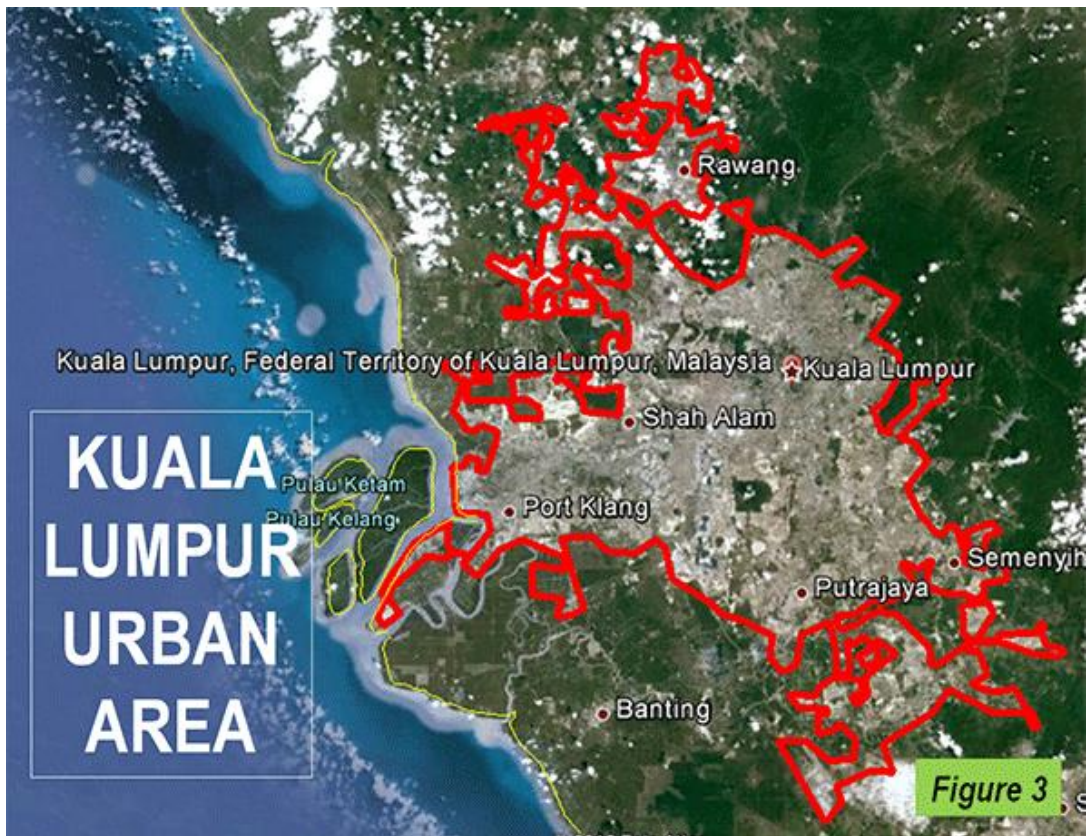 Rawang
Kuala Lumpur, Federal Territory of Kuala Lumpur, Malaysia
Kuala Lumpur
Shah Alam
KUALA
LUMPUR
URBAN
AREA
Pulau Ketam
Pulau Kelang
Port Klang
Semenyih
Putrajaya
Banting
Figure 3
S